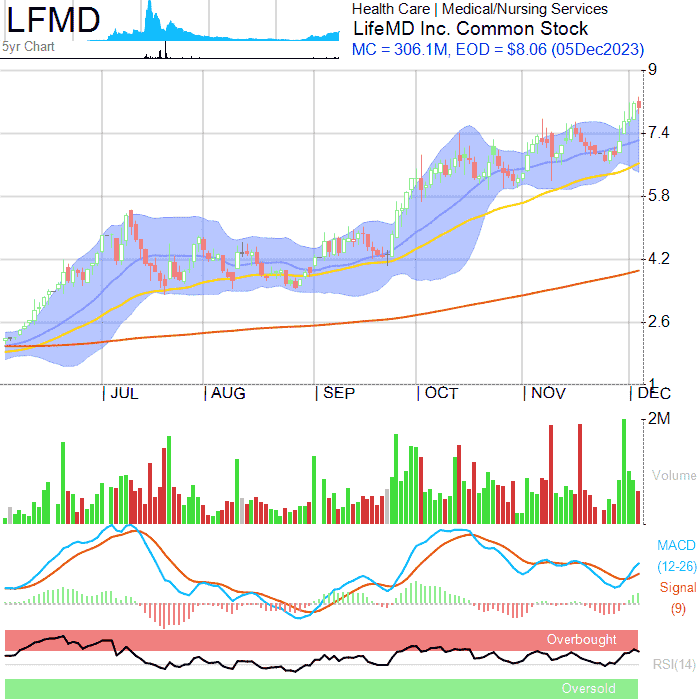 LFMD
5yr Chart
Health Care | Medical/Nursing Services
LifeMD Inc. Common Stock
MC = 306.1M, EOD = $8.06 (05Dec2023)
9
7.4
5.8
4.2
2.6
1
JUL
AUG
SEP
OCT
NOV
DEC
2M
Volume
MACD
(12-26)
Signal
(9)
Overbought
RSI(14)
Oversold